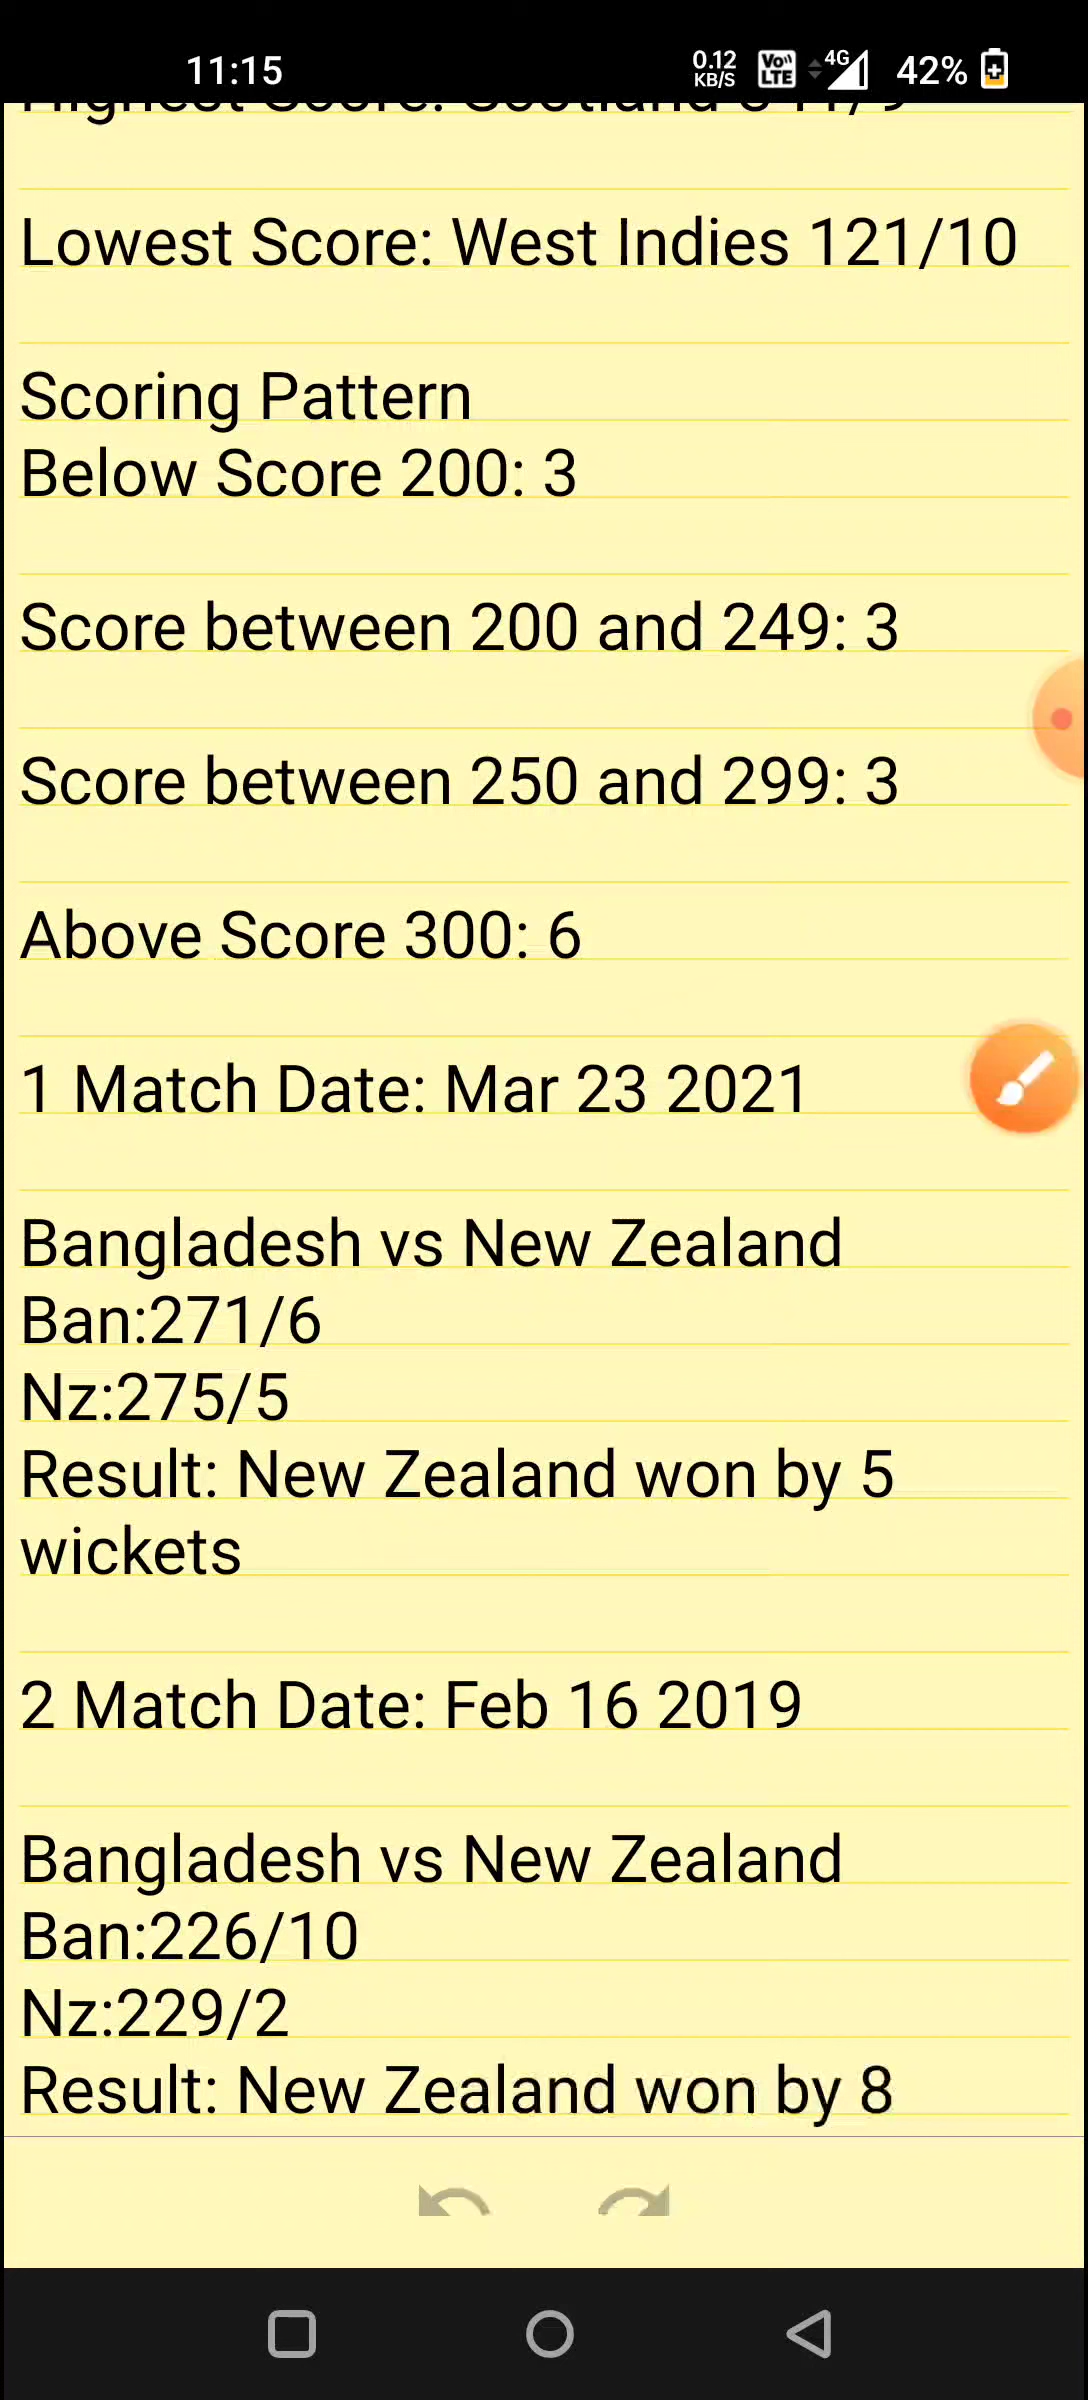 11:15
0.12 KB/S VoLTE 4G 42%
Highest Score: Scotland
Lowest Score: West Indies 121/10
Scoring Pattern
Below Score 200: 3
Score between 200 and 249: 3
Score between 250 and 299: 3
Above Score 300: 6
1 Match Date: Mar 23 2021
Bangladesh vs New Zealand
Ban:271/6
Nz:275/5
Result: New Zealand won by 5
wickets
2 Match Date: Feb 16 2019
Bangladesh vs New Zealand
Ban:226/10
Nz:229/2
Result: New Zealand won by 8